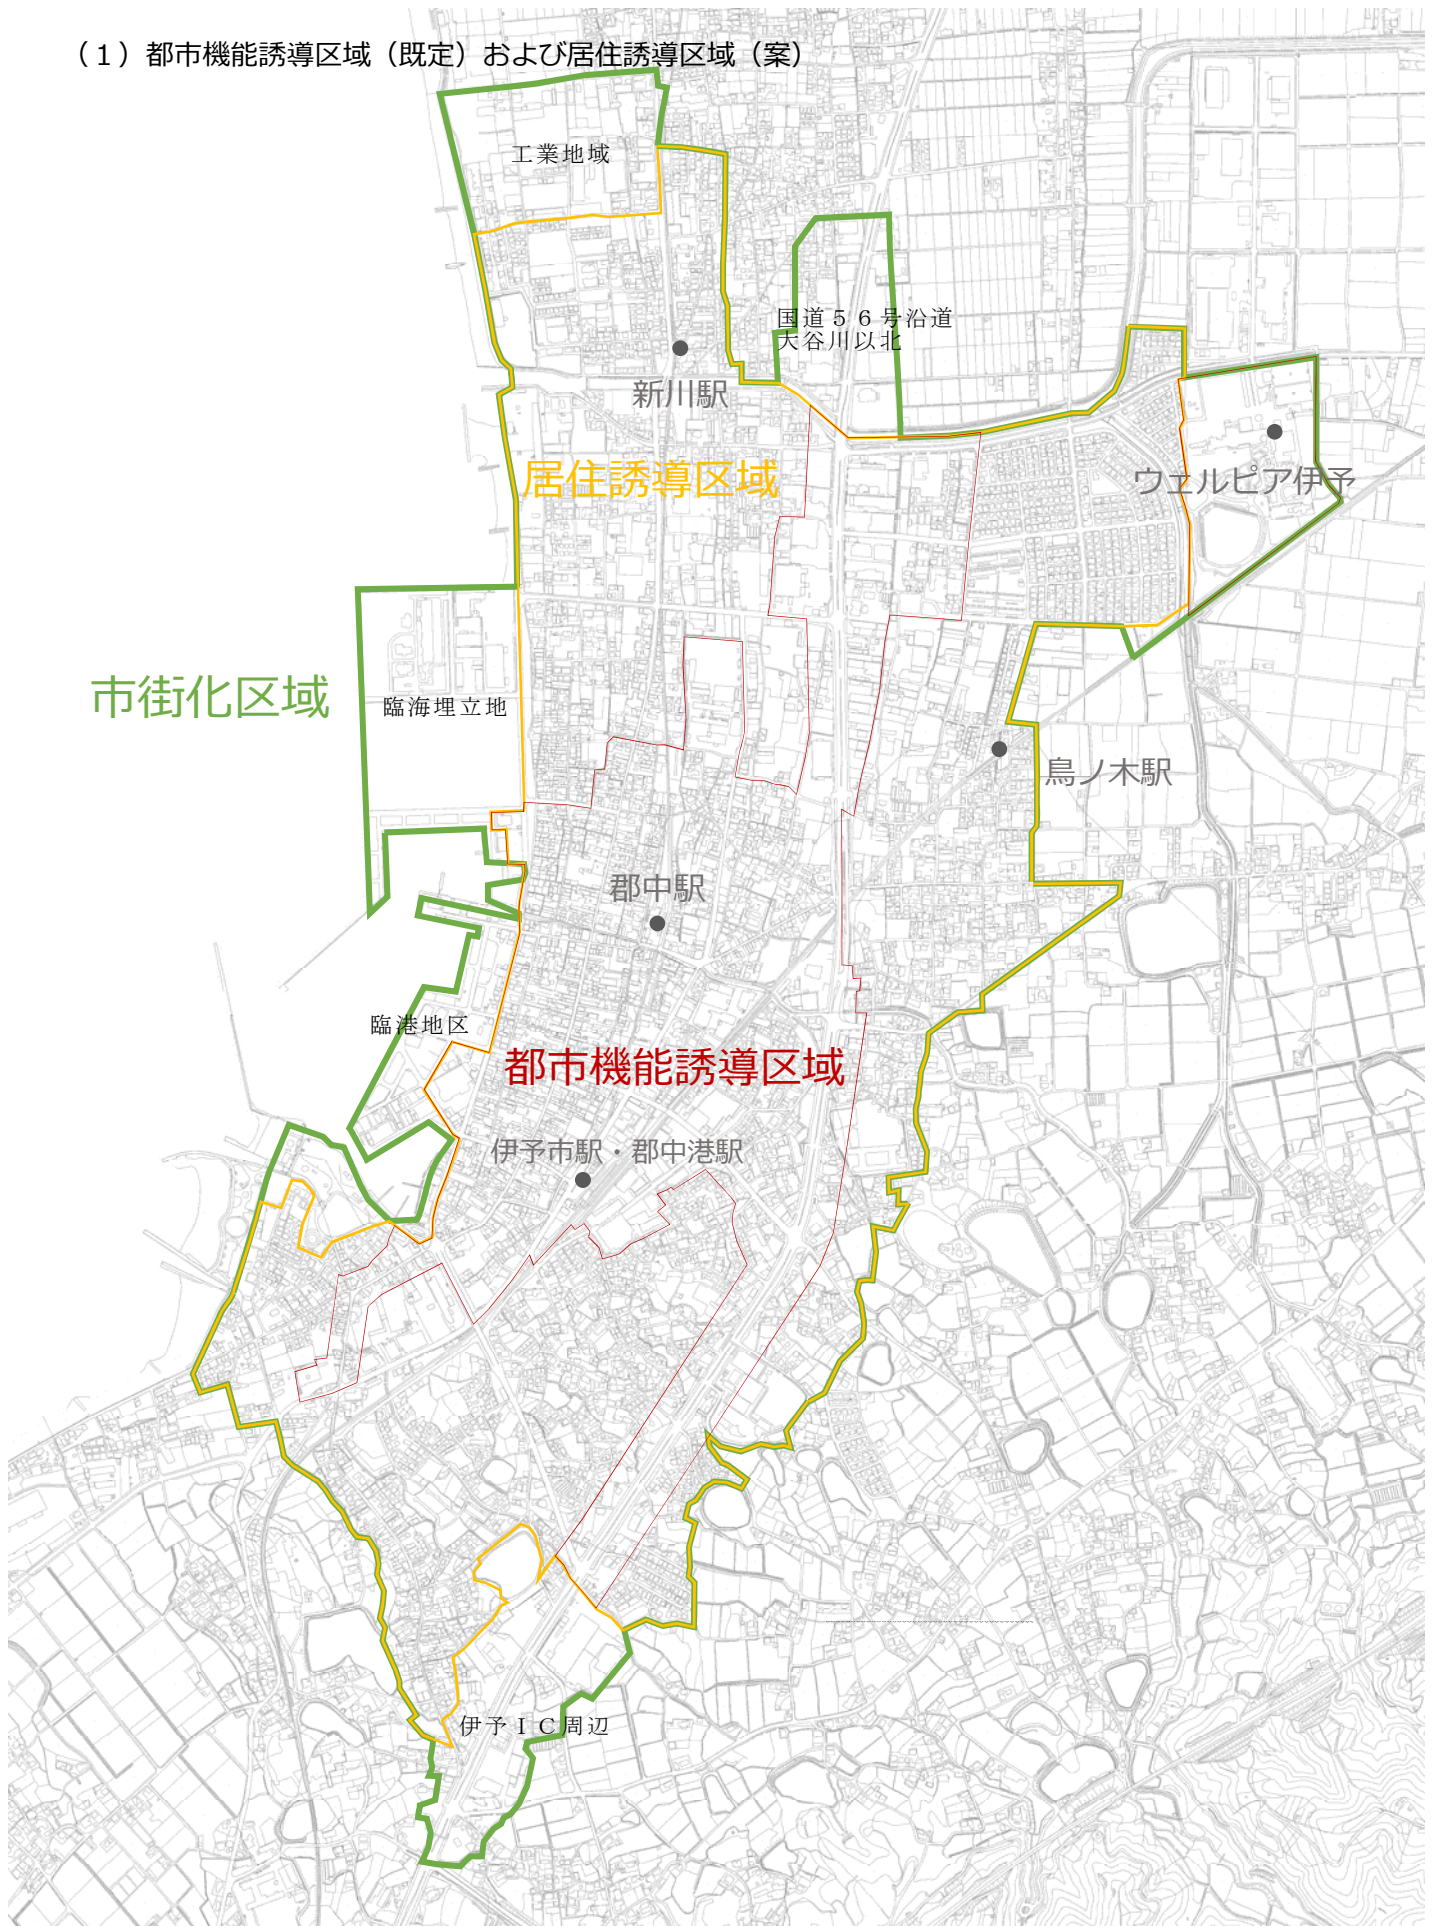 （１）都市機能誘導区域（既定）および居住誘導区域（案）
工業地域
国道５６号沿道
大谷川以北
新川駅
居住誘導区域
ウェルピア伊予
市街化区域
臨海埋立地
鳥ノ木駅
郡中駅
臨港地区
都市機能誘導区域
伊予市駅・郡中港駅
伊予ＩＣ周辺